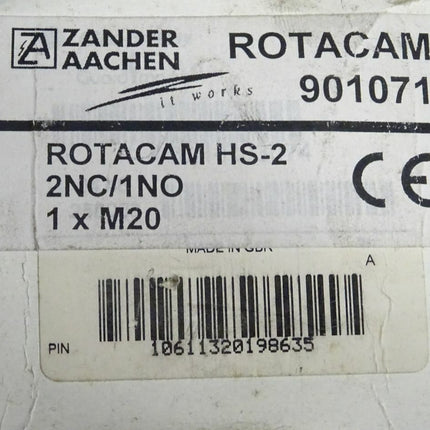 ZANDER ROTACAM
AACHEN
it works 901071
ROTACAM HS-2
2NC/1NO
1 x M20
CE
MADE IN GBR
A
PIN 10611320198635